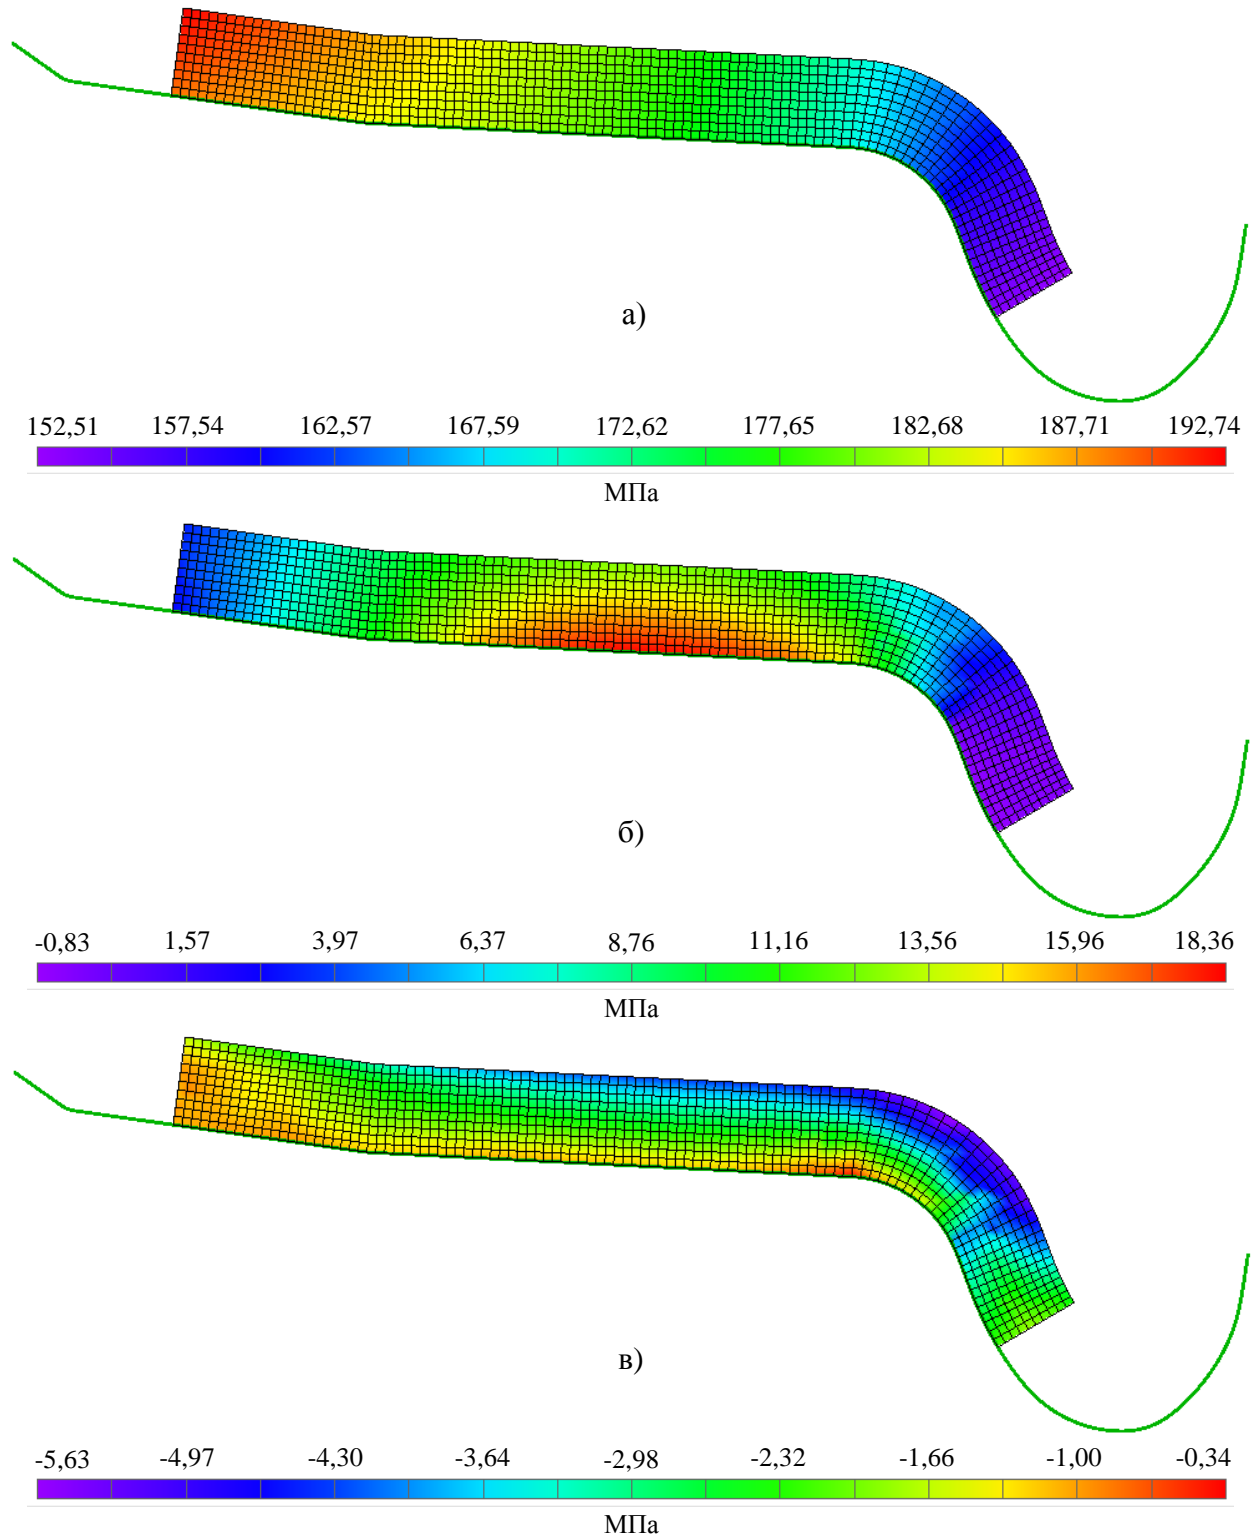 а)
152,51 157,54 162,57 167,59 172,62 177,65 182,68 187,71 192,74
МПа
б)
-0,83 1,57 3,97 6,37 8,76 11,16 13,56 15,96 18,36
МПа
в)
-5,63 -4,97 -4,30 -3,64 -2,98 -2,32 -1,66 -1,00 -0,34
МПа